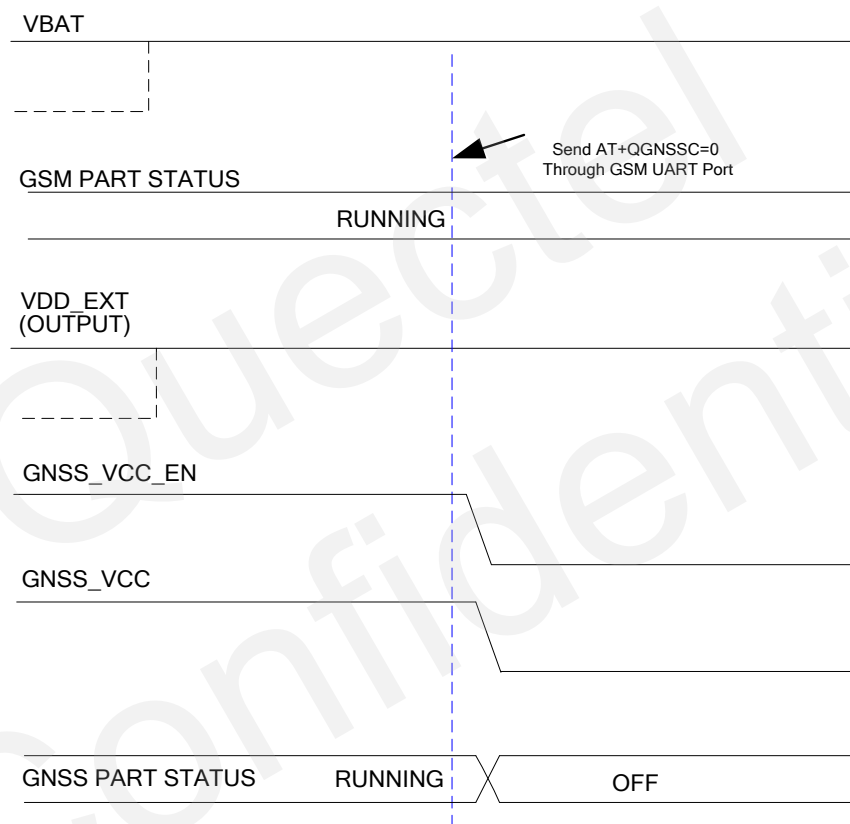 VBAT
Send AT+QGNSSC=0
Through GSM UART Port
GSM PART STATUS
RUNNING
VDD_EXT
(OUTPUT)
GNSS_VCC_EN
GNSS_VCC
GNSS PART STATUS RUNNING OFF
Quectel
Confidenti